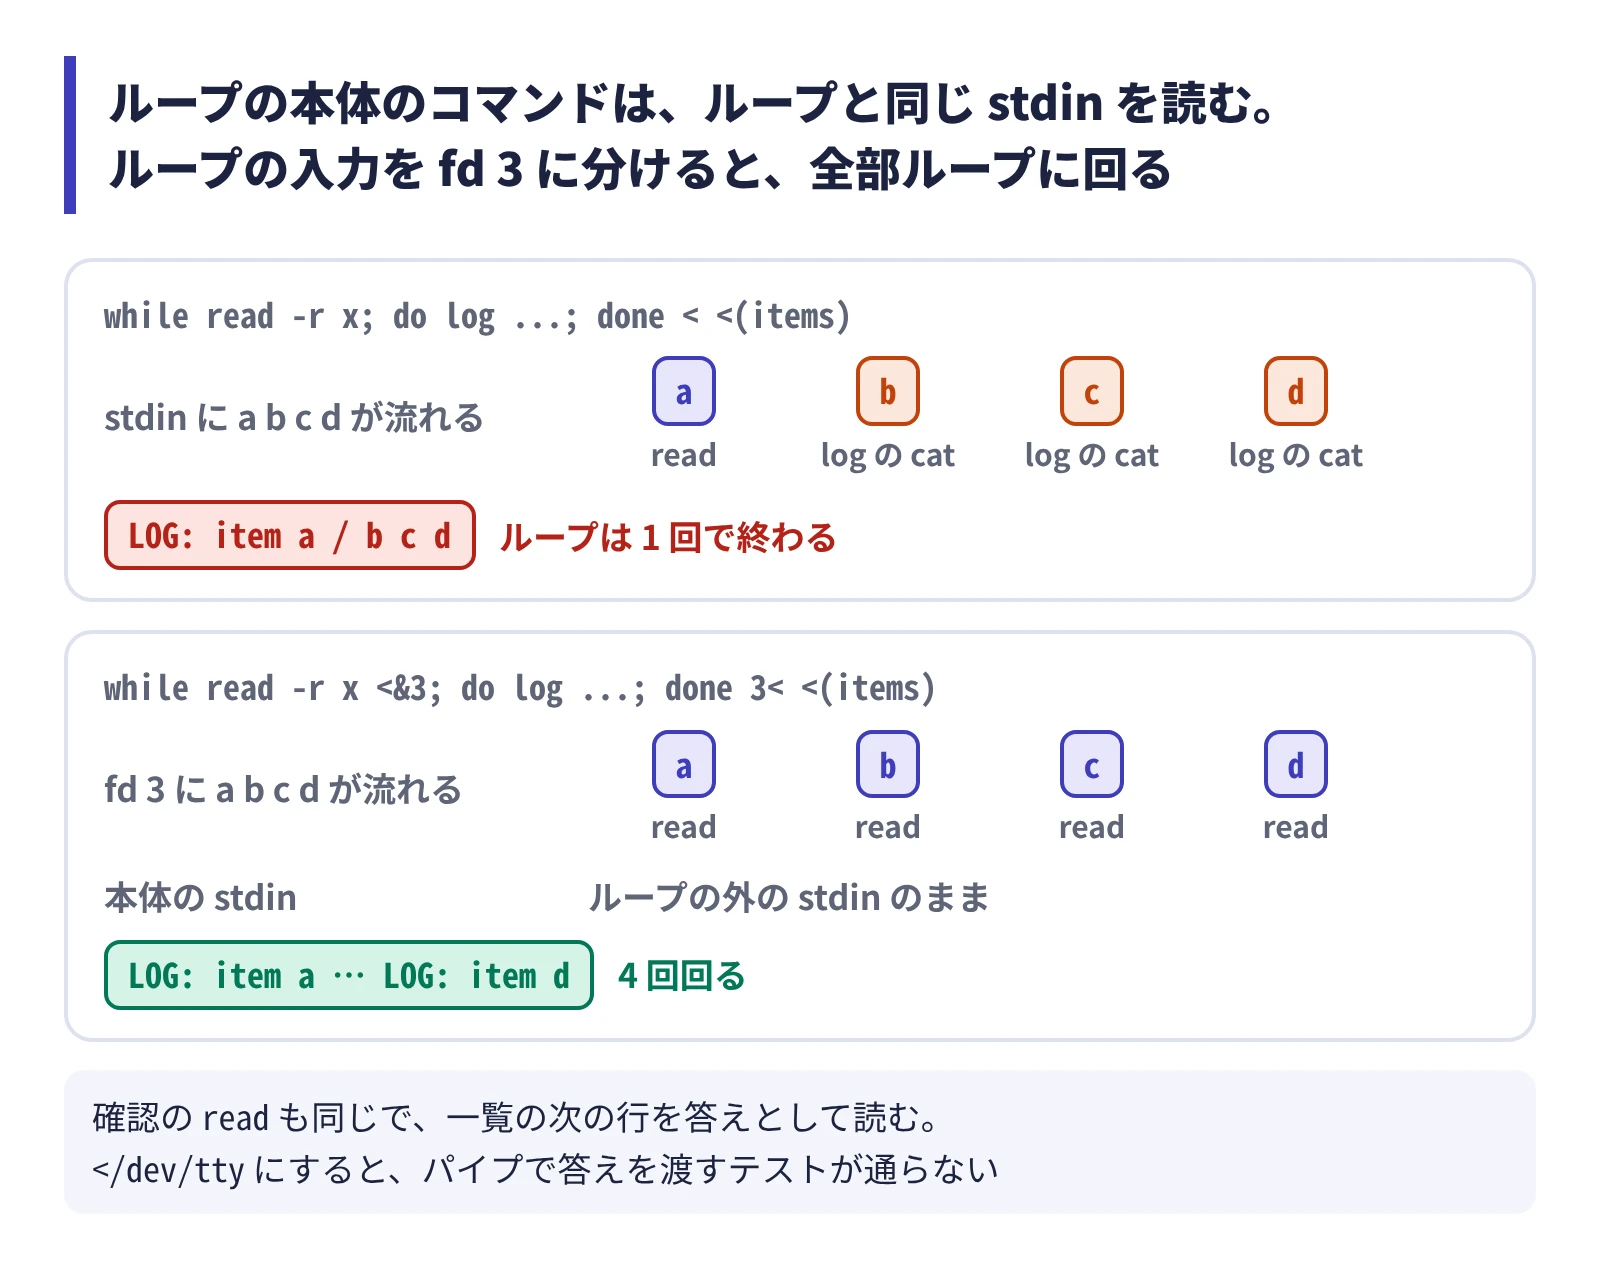 ループの本体のコマンドは、ループと同じ stdin を読む。
ループの入力を fd 3 に分けると、全部ループに回る
while read -r x; do log ...; done < <(items)
stdin に a b c d が流れる
a
b
c
d
read
log の cat
log の cat
log の cat
LOG: item a / b c d
ループは 1 回で終わる
while read -r x <&3; do log ...; done 3< <(items)
fd 3 に a b c d が流れる
a
b
c
d
read
read
read
read
本体の stdin
ループの外の stdin のまま
LOG: item a … LOG: item d
4 回回る
確認の read も同じで、一覧の次の行を答えとして読む。
</dev/tty にすると、パイプで答えを渡すテストが通らない